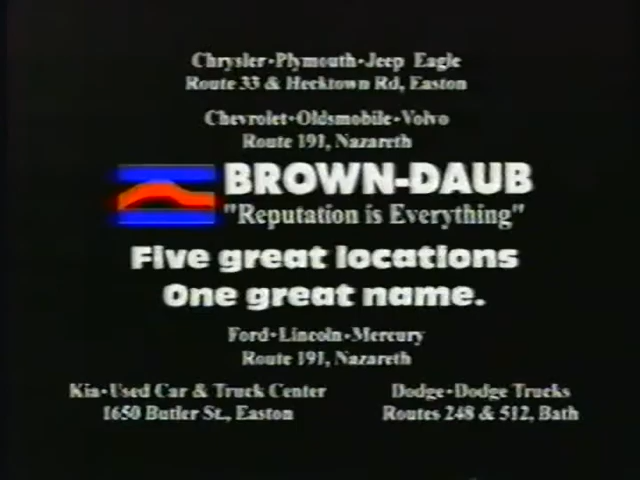 Chrysler•Plymouth•Jeep Eagle
Route 33 & Hecktown Rd, Easton
Chevrolet•Oldsmobile•Volvo
Route 191, Nazareth
BROWN-DAUB
"Reputation is Everything"
Five great locations
One great name.
Ford•Lincoln•Mercury
Route 191, Nazareth
Kia•Used Car & Truck Center
1650 Butler St., Easton
Dodge•Dodge Trucks
Routes 248 & 512, Bath